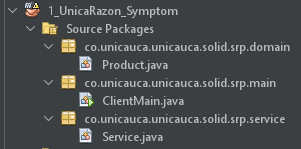 1_UnicaRazon_Symptom
Source Packages
co.unicauca.unicauca.solid.srp.domain
Product.java
co.unicauca.unicauca.solid.srp.main
ClientMain.java
co.unicauca.unicauca.solid.srp.service
Service.java